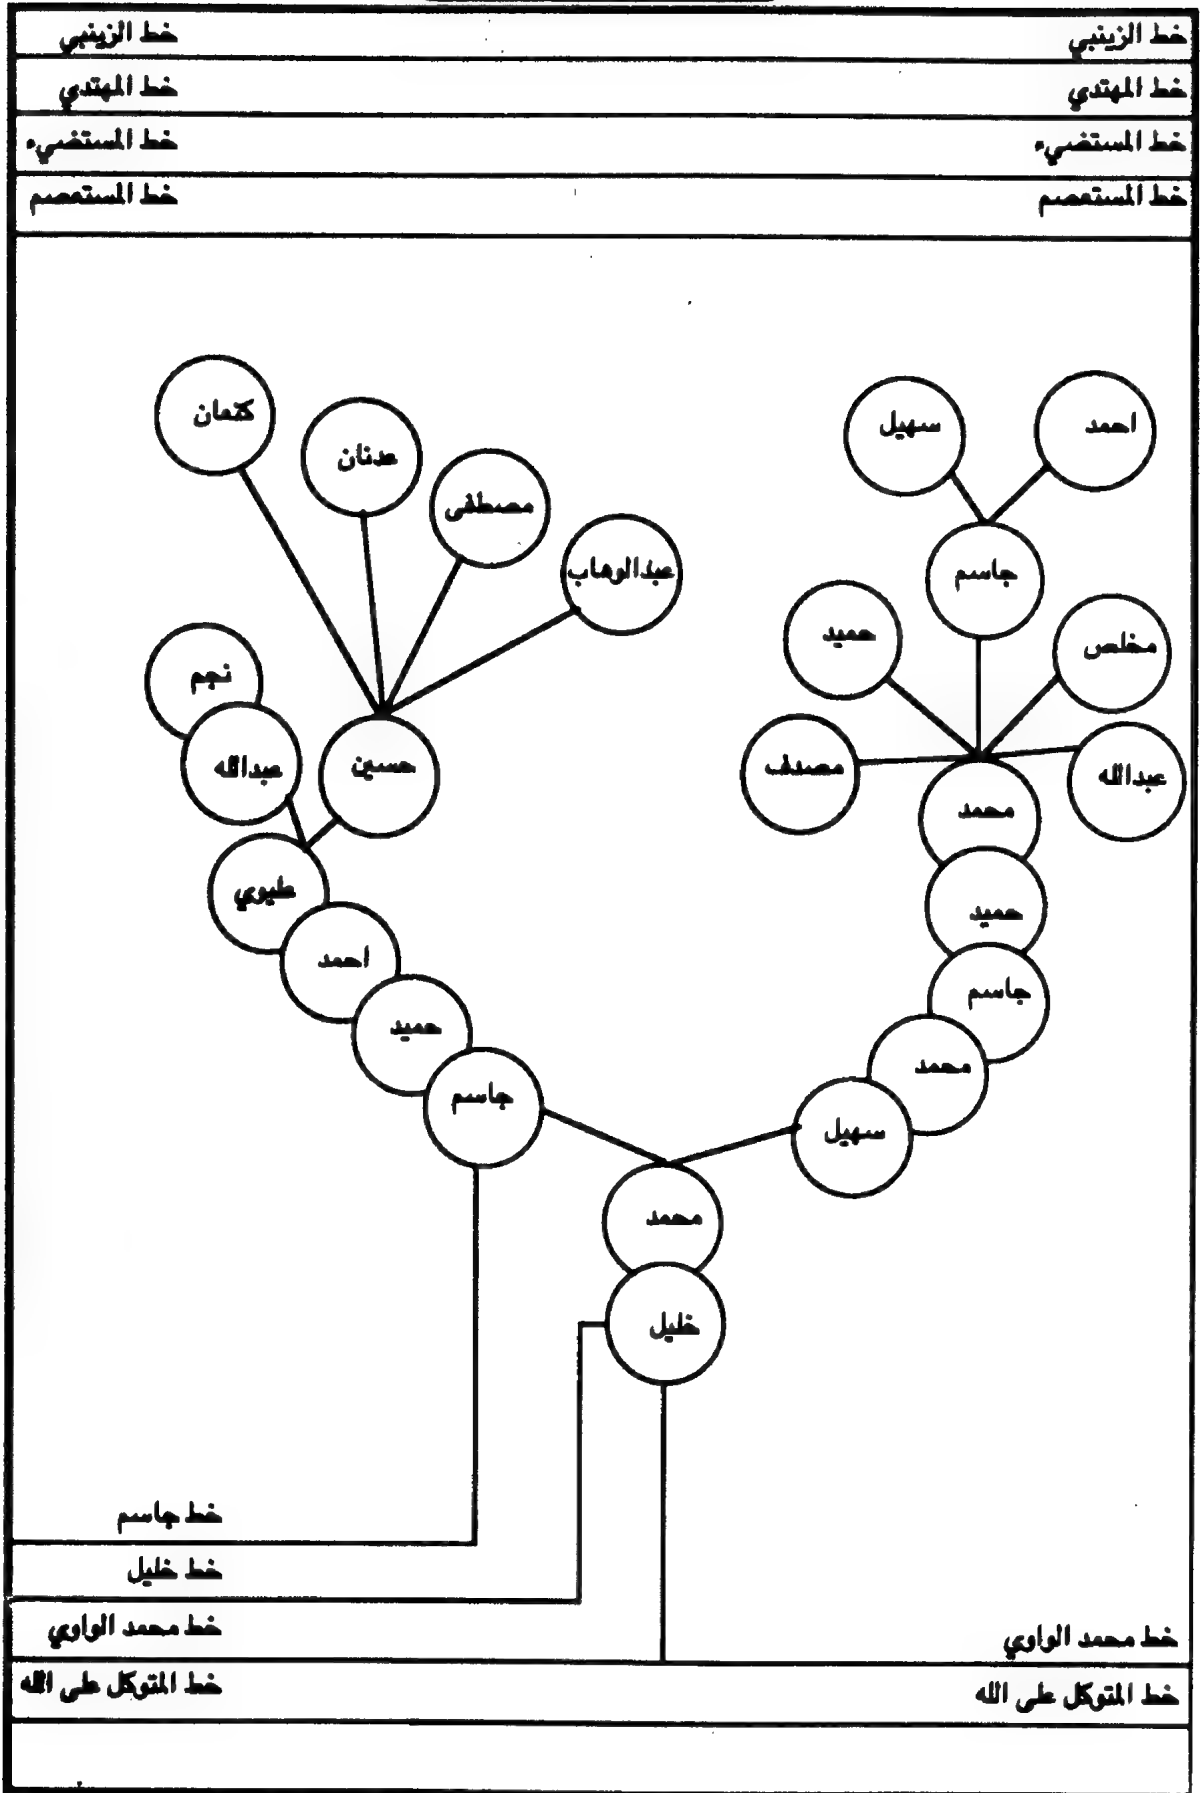 خط الزينبي خط الزينبي
خط المهتدي خط المهتدي
خط المستضيء خط المستضيء
خط المستعصم خط المستعصم
احمد
سهيل
كنعان
عدنان
مصطفى
عبدالوهاب
جاسم
مخلص
حميد
نجم
عبدالله
مصدف
حسين
عبدالله
محمد
عليوي
حميد
احمد
جاسم
حميد
محمد
جاسم
سهيل
محمد
خليل
خط جاسم
خط خليل
خط محمد الواوي خط محمد الواوي
خط المتوكل على الله خط المتوكل على الله